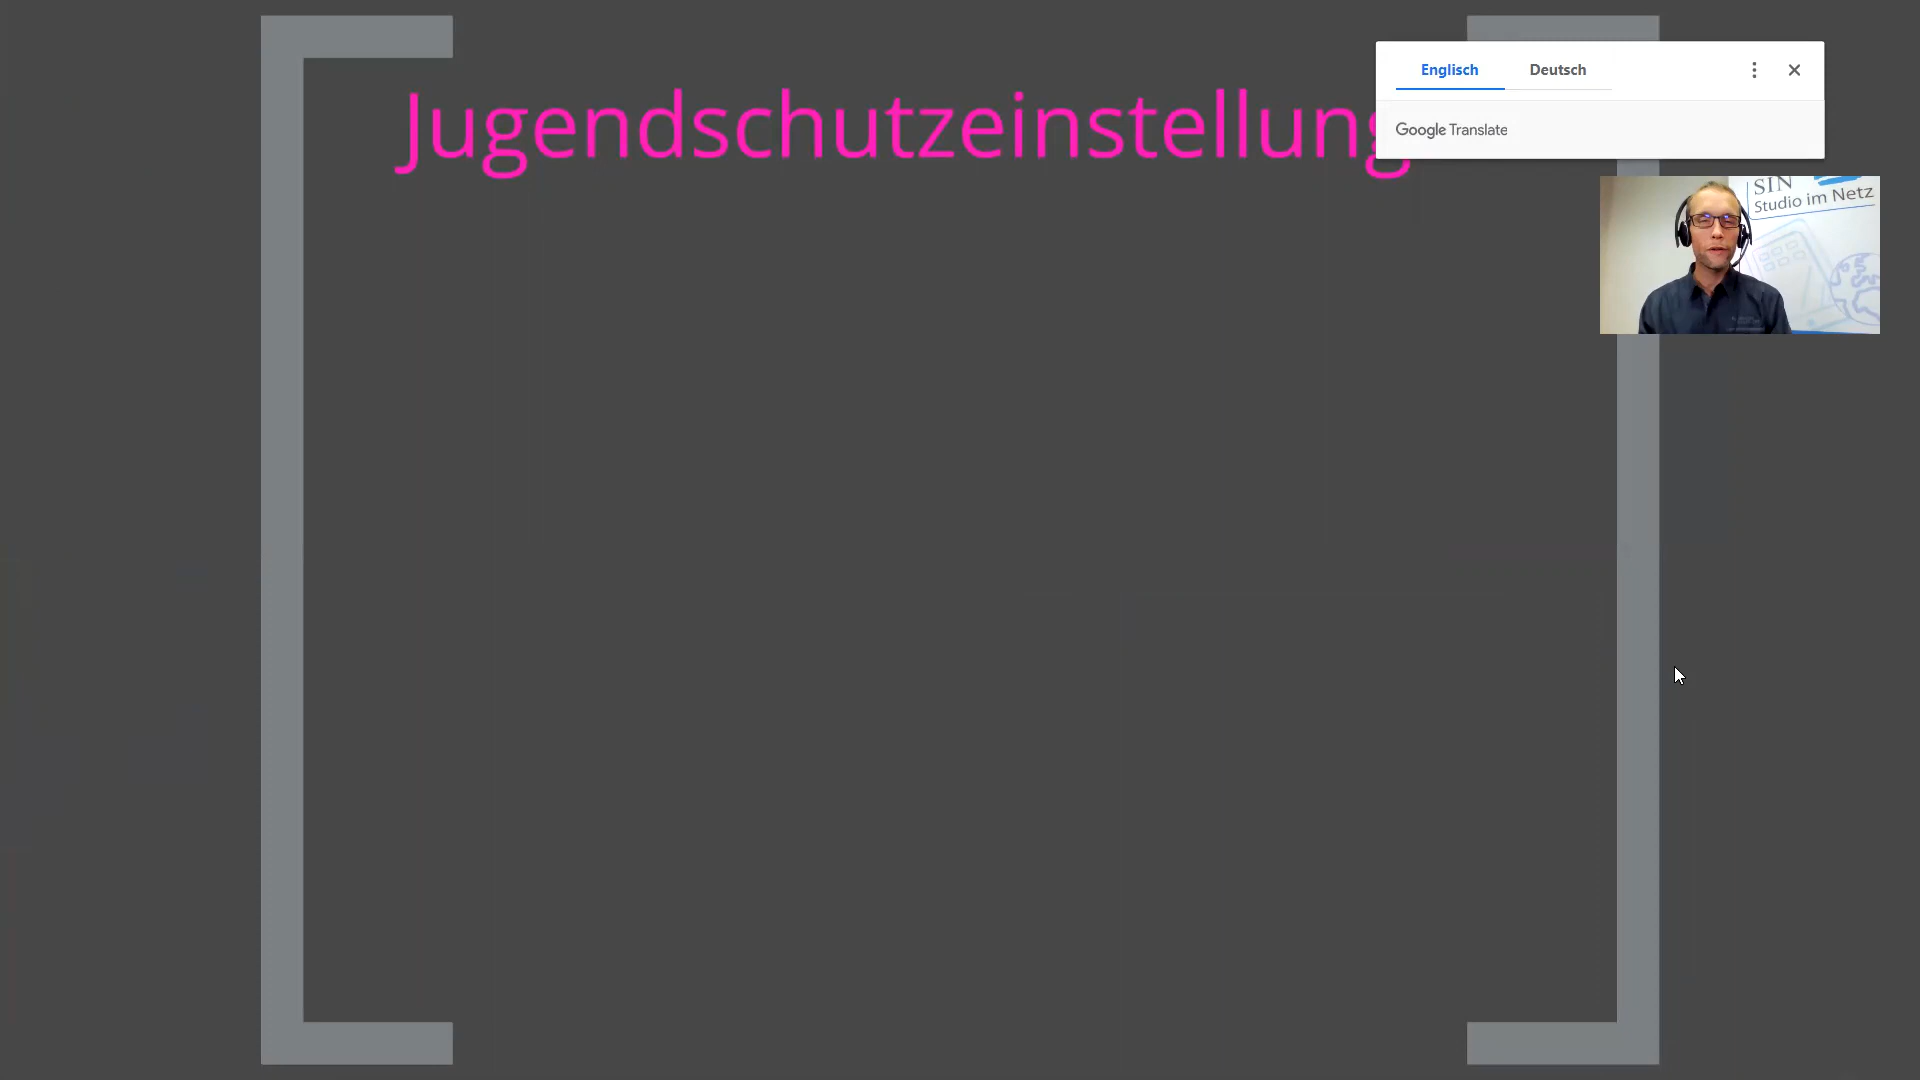 Englisch Deutsch
Jugendschutzeinstellung
Google Translate
SIN
Studio im Netz